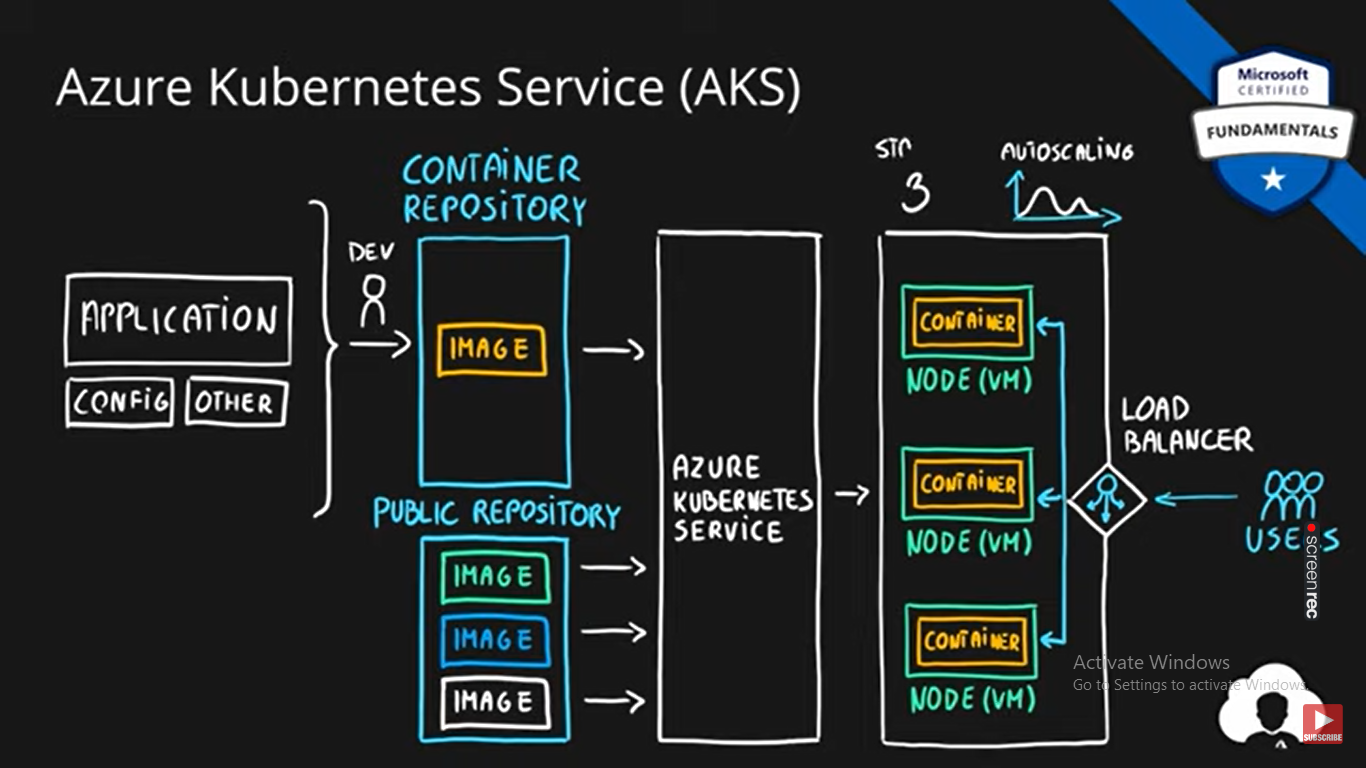 Azure Kubernetes Service (AKS)
Microsoft
CERTIFIED
FUNDAMENTALS
CONTAINER
REPOSITORY
DEV
APPLICATION
CONFIG
OTHER
IMAGE
PUBLIC REPOSITORY
IMAGE
IMAGE
IMAGE
AZURE
KUBERNETES
SERVICE
3
AUTOSCALING
CONTAINER
NODE (VM)
CONTAINER
NODE (VM)
CONTAINER
NODE (VM)
LOAD
BALANCER
screenrec
Activate Windows
Go to Settings to activate Windows.
SUBSCRIBE